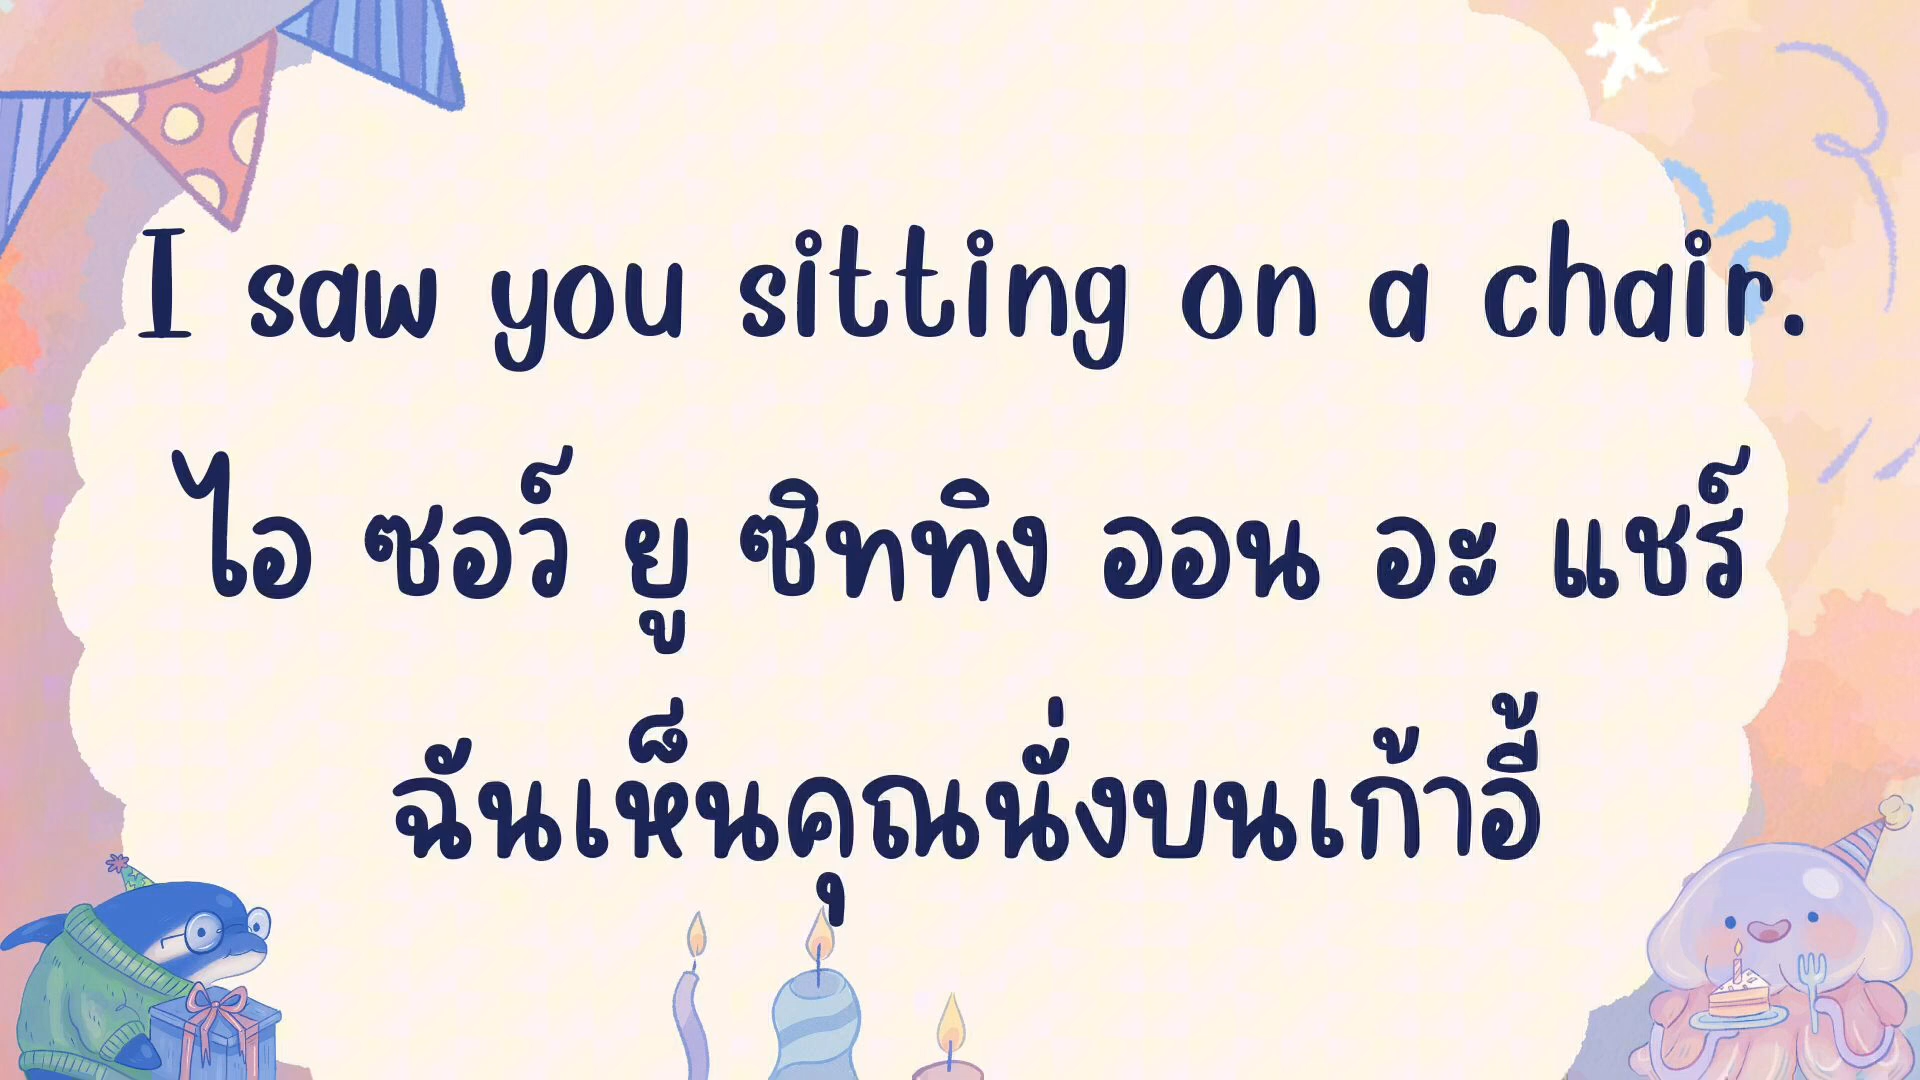 I saw you sitting on a chair.
ไอ ซอว์ ยู ซิททิง ออน อะ แชร์
ฉันเห็นคุณนั่งบนเก้าอี้